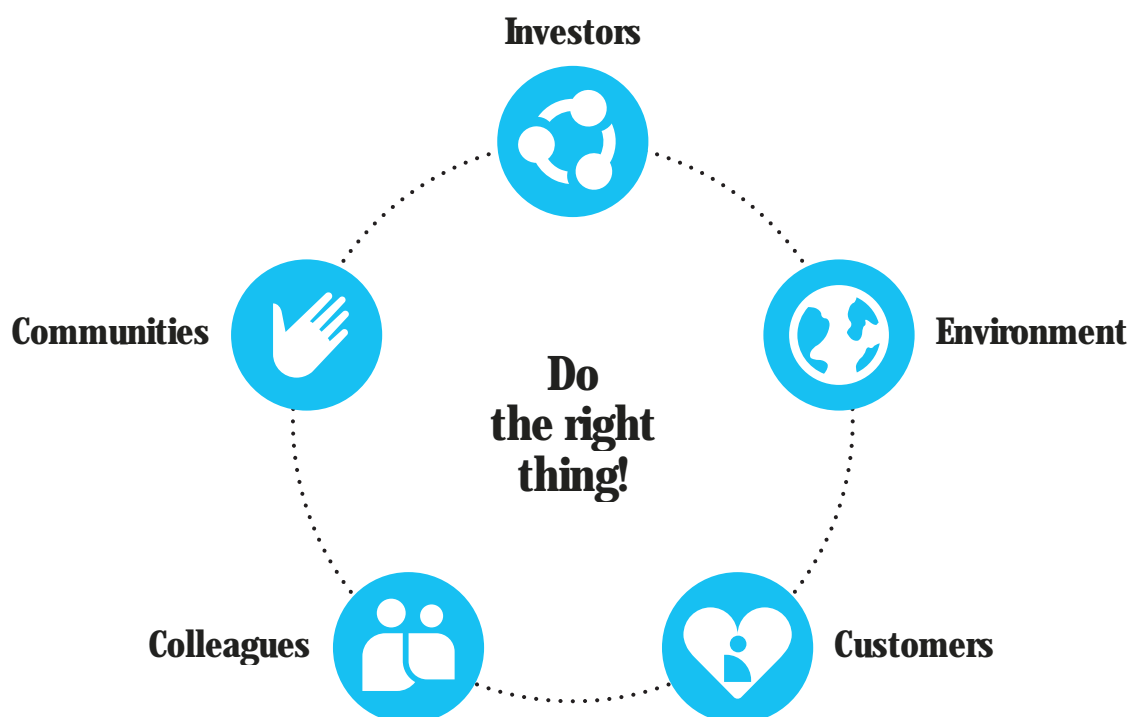 Investors
Communities
Environment
Do
the right
thing!
Colleagues
Customers